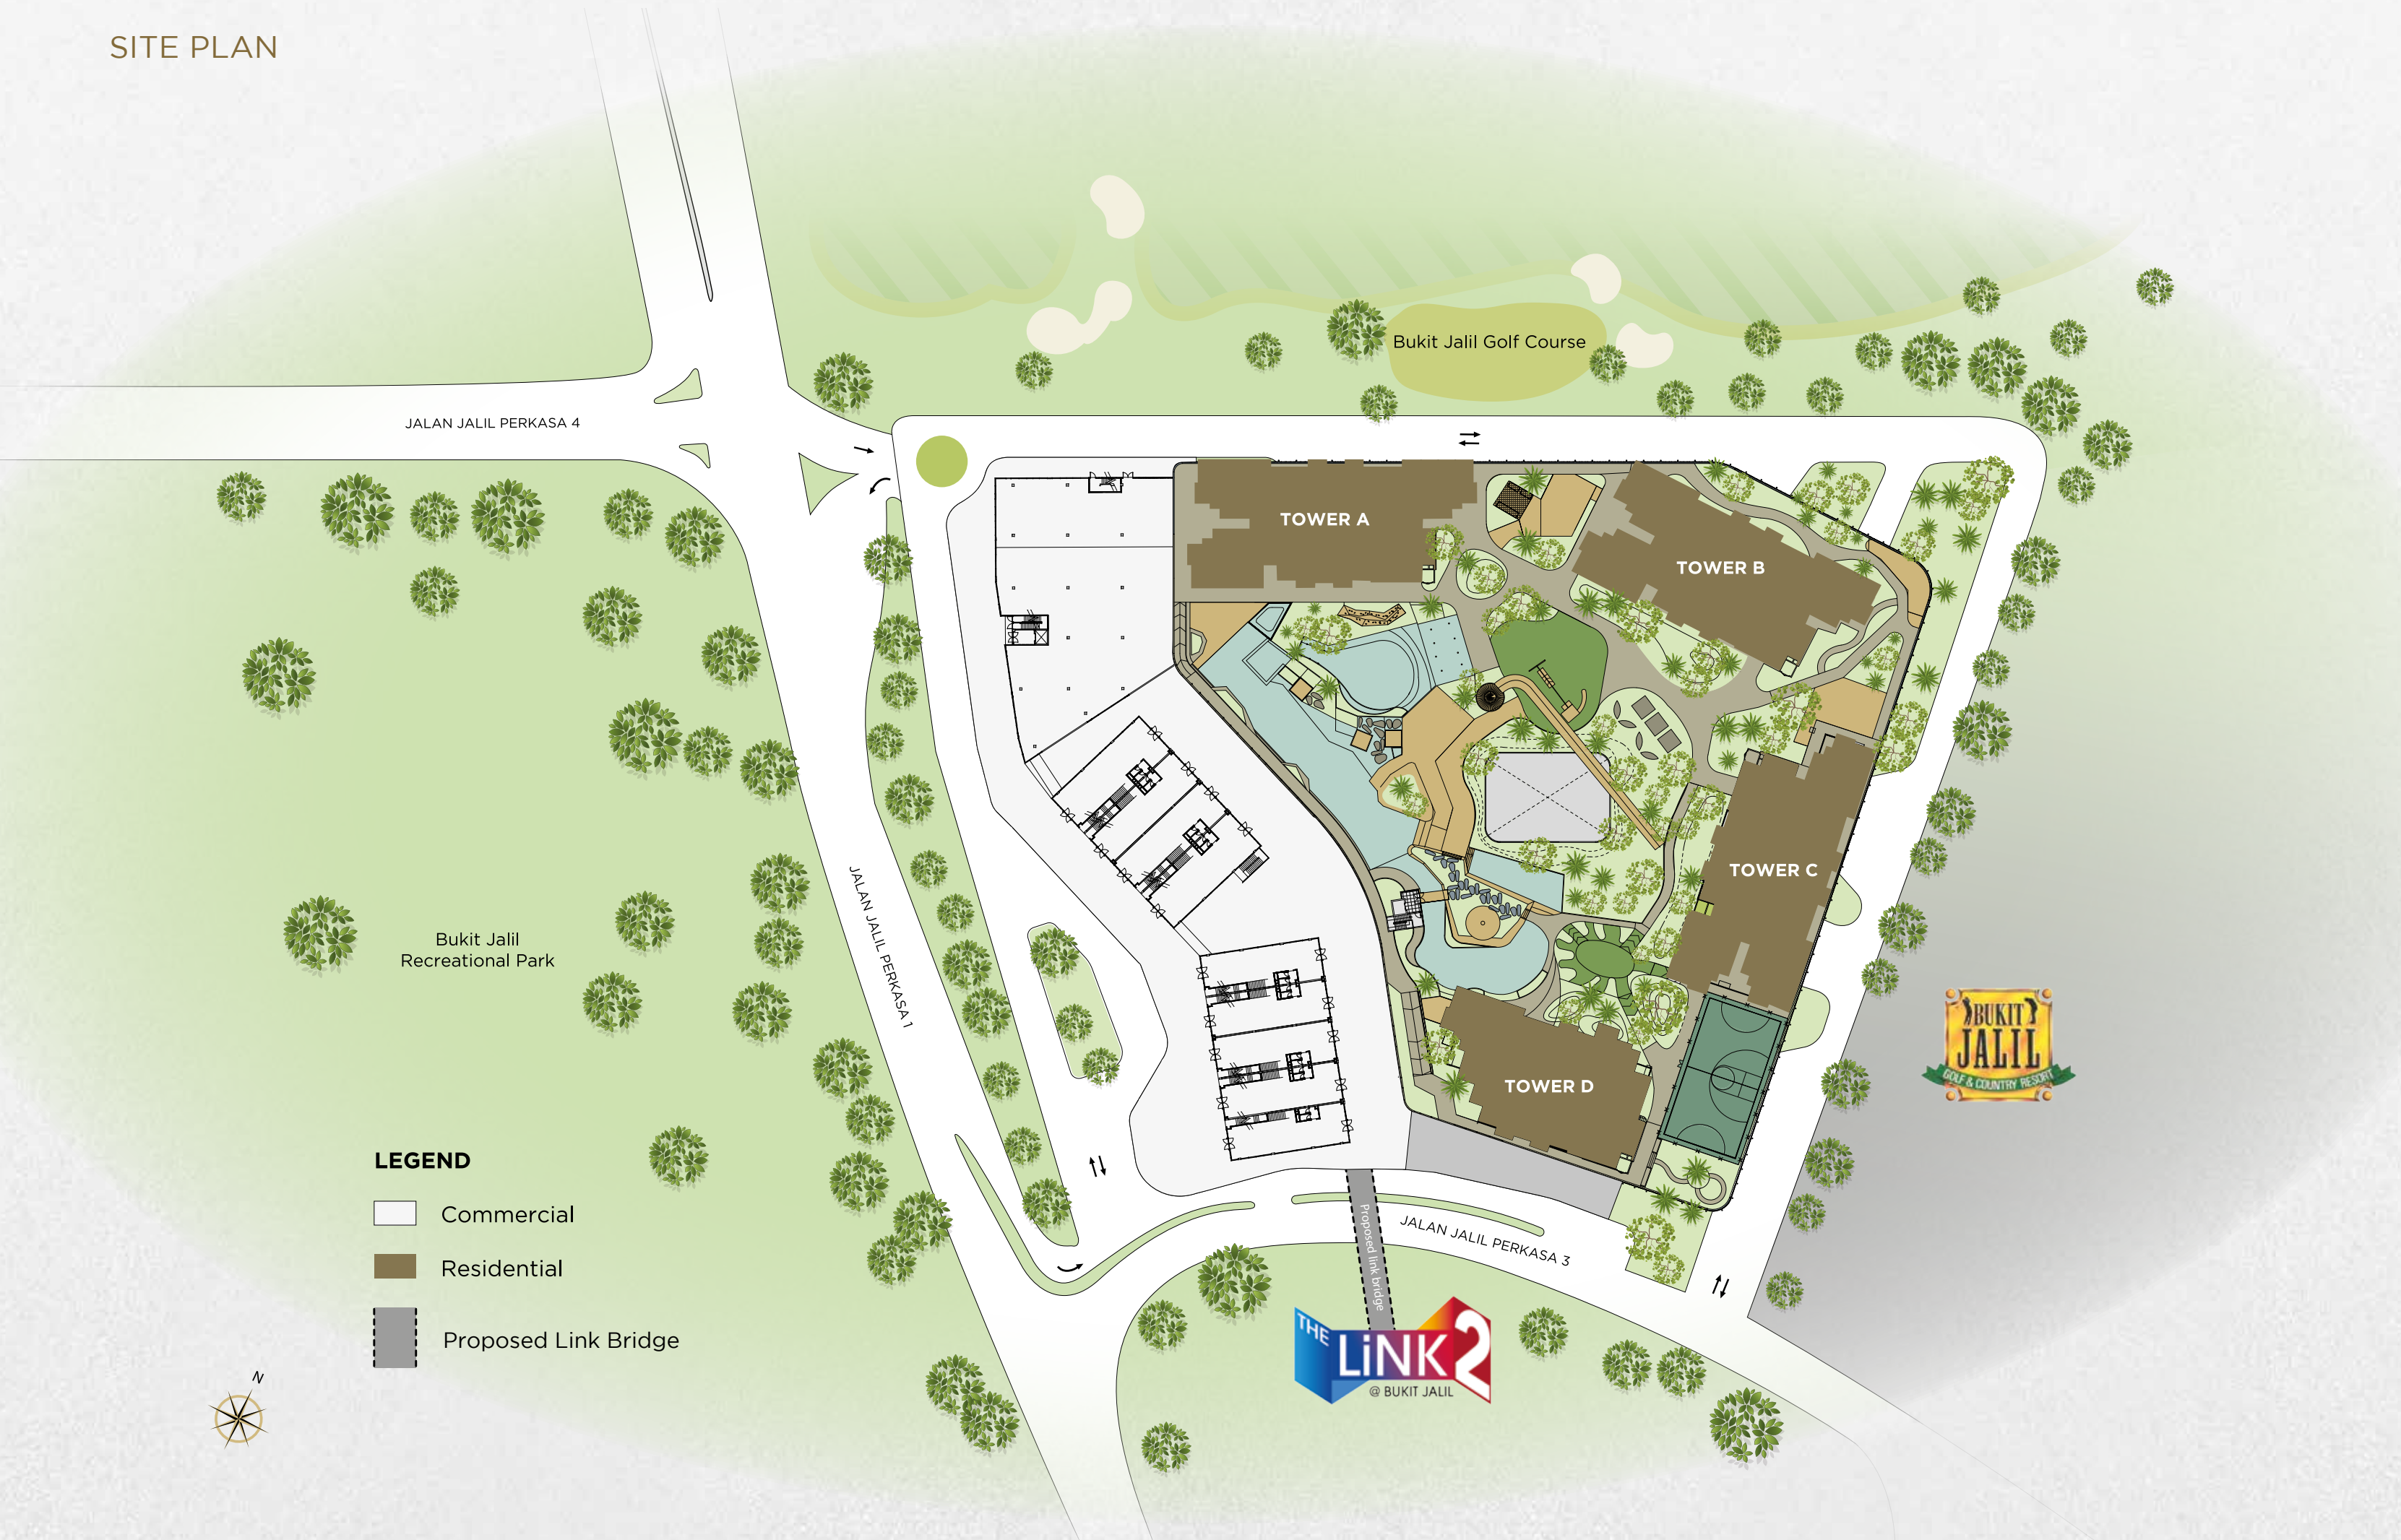 SITE PLAN
Bukit Jalil Golf Course
JALAN JALIL PERKASA 4
TOWER A
TOWER B
TOWER C
TOWER D
JALAN JALIL PERKASA 1
Bukit Jalil
Recreational Park
BUKIT
JALIL
GOLF & COUNTRY RESORT
LEGEND
Commercial
Residential
Proposed Link Bridge
N
Proposed link bridge
JALAN JALIL PERKASA 3
THE
LiNK 2
@ BUKIT JALIL